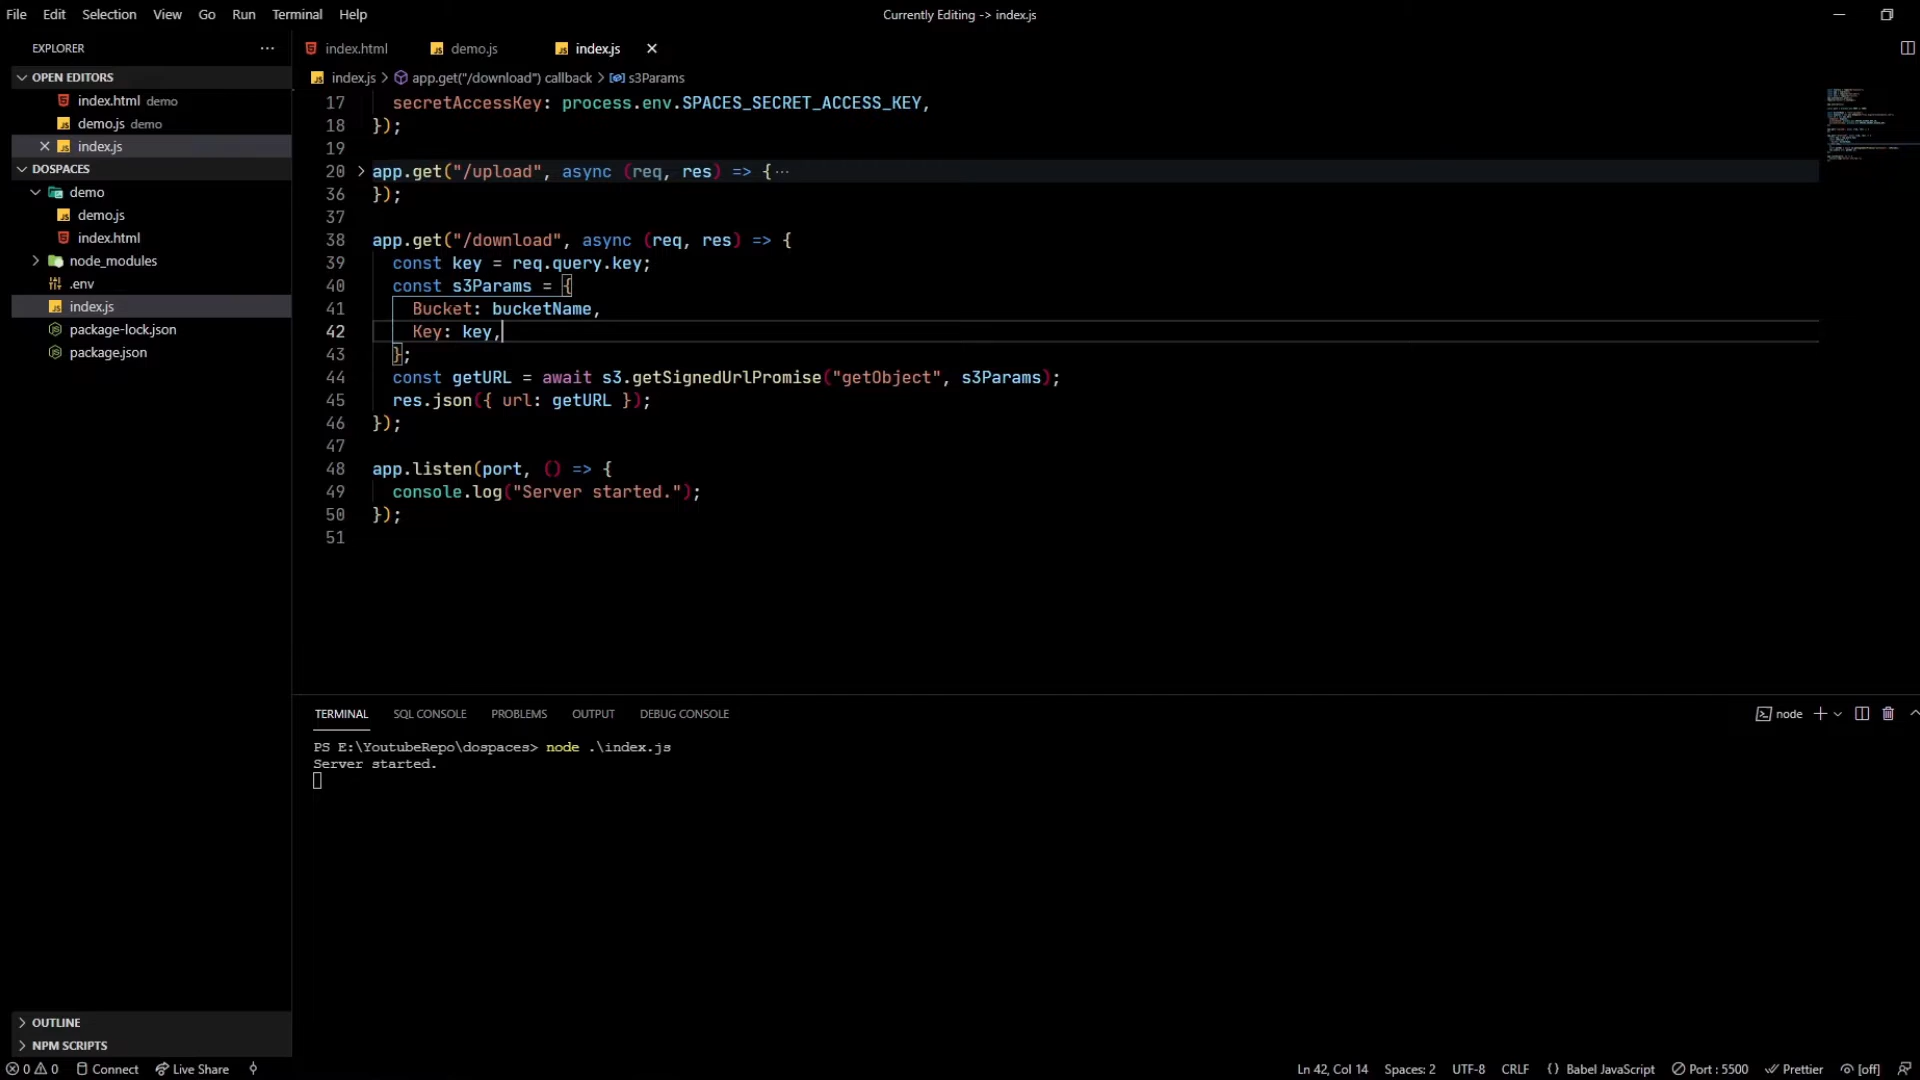 File Edit Selection View Go Run Terminal Help
Currently Editing -> index.js
EXPLORER
OPEN EDITORS
index.html demo
demo.js demo
index.js
DOSPACES
demo
demo.js
index.html
node_modules
.env
index.js
package-lock.json
package.json
OUTLINE
NPM SCRIPTS
index.html demo.js index.js
index.js > app.get("/download") callback > s3Params
17 secretAccessKey: process.env.SPACES_SECRET_ACCESS_KEY,
18 });
19
20 app.get("/upload", async (req, res) => {···
36 });
37
38 app.get("/download", async (req, res) => {
39 const key = req.query.key;
40 const s3Params = {
41 Bucket: bucketName,
42 Key: key,
43 };
44 const getURL = await s3.getSignedUrlPromise("getObject", s3Params);
45 res.json({ url: getURL });
46 });
47
48 app.listen(port, () => {
49 console.log("Server started.");
50 });
51
TERMINAL SQL CONSOLE PROBLEMS OUTPUT DEBUG CONSOLE
node
PS E:\YoutubeRepo\dospaces> node .\index.js
Server started.
0 0 Connect Live Share
Ln 42, Col 14 Spaces: 2 UTF-8 CRLF {} Babel JavaScript Port : 5500 Prettier [off]